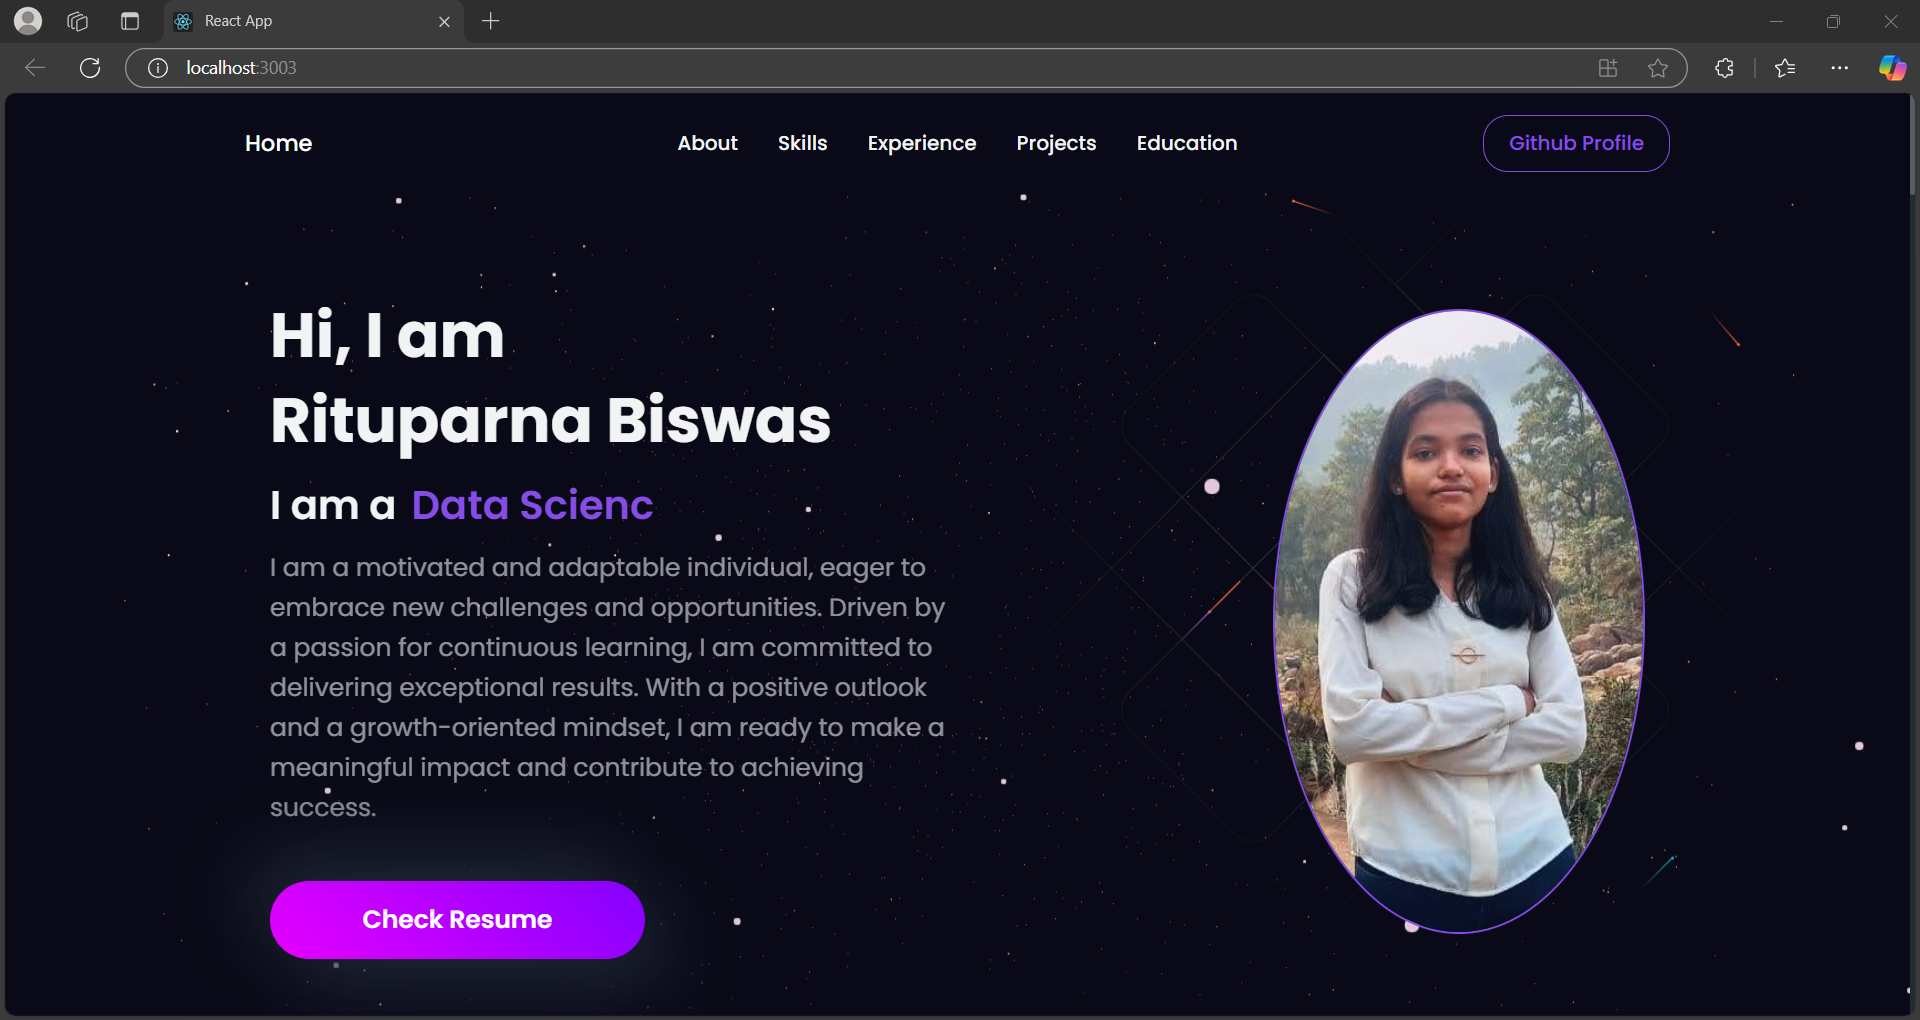 React App
localhost:3003
Home
About
Skills
Experience
Projects
Education
Github Profile
Hi, I am
Rituparna Biswas
I am a Data Scienc
I am a motivated and adaptable individual, eager to
embrace new challenges and opportunities. Driven by
a passion for continuous learning, I am committed to
delivering exceptional results. With a positive outlook
and a growth-oriented mindset, I am ready to make a
meaningful impact and contribute to achieving
success.
Check Resume